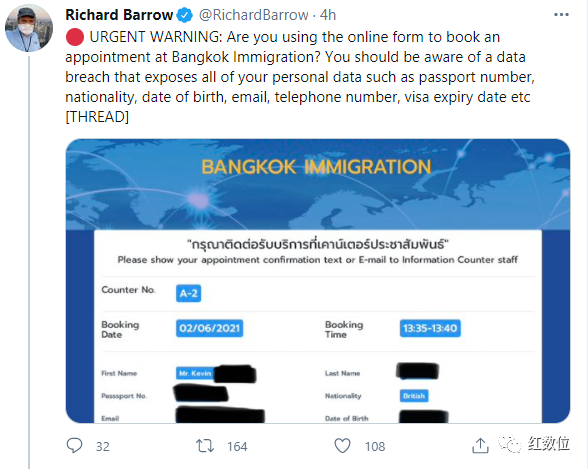 Richard Barrow @RichardBarrow · 4h
🔴 URGENT WARNING: Are you using the online form to book an
appointment at Bangkok Immigration? You should be aware of a data
breach that exposes all of your personal data such as passport number,
nationality, date of birth, email, telephone number, visa expiry date etc
[THREAD]
BANGKOK IMMIGRATION
"กรุณาติดต่อรับบริการที่เคาน์เตอร์ประชาสัมพันธ์"
Please show your appointment confirmation text or E-mail to Information Counter staff
Counter No. A-2
Booking Date 02/06/2021 Booking Time 13:35-13:40
First Name Mr. Kevin Last Name
Passsport No. Nationality British
Email Date of Birth
32 164 108
红数位